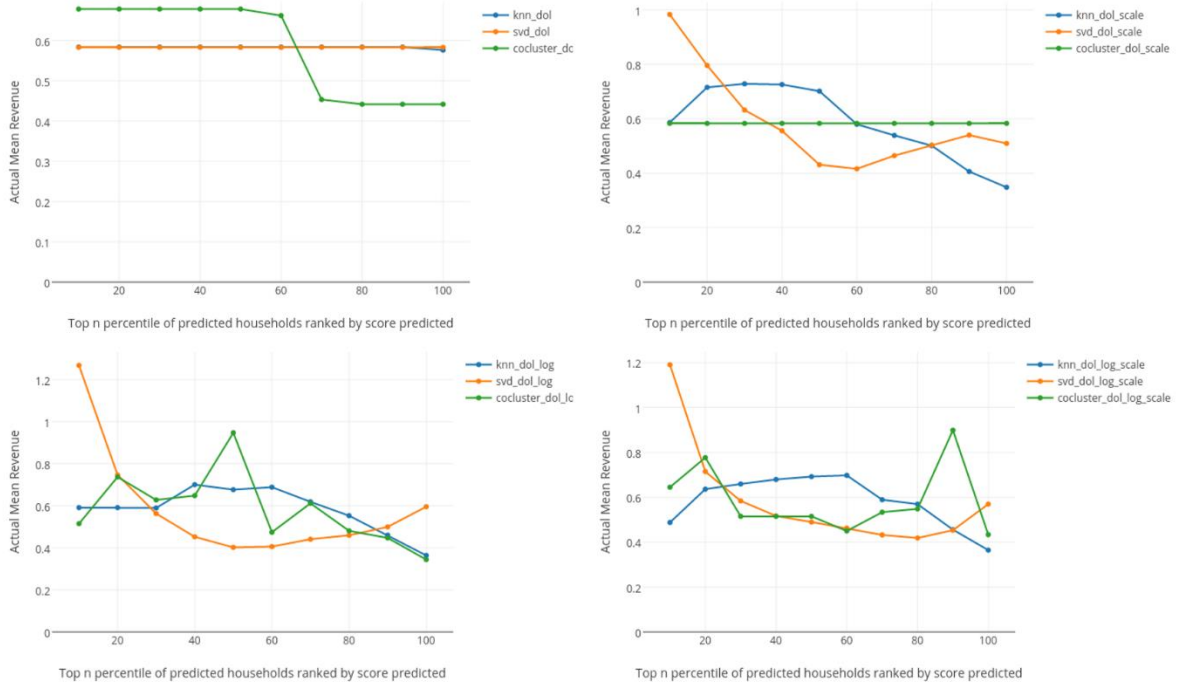 knn_dol
svd_dol
cocluster_dc
0.6
0.5
0.4
0.3
0.2
0.1
0
Actual Mean Revenue
20 40 60 80 100
Top n percentile of predicted households ranked by score predicted
knn_dol_scale
svd_dol_scale
cocluster_dol_scale
1
0.8
0.6
0.4
0.2
0
Actual Mean Revenue
20 40 60 80 100
Top n percentile of predicted households ranked by score predicted
knn_dol_log
svd_dol_log
cocluster_dol_lc
1.2
1
0.8
0.6
0.4
0.2
0
Actual Mean Revenue
20 40 60 80 100
Top n percentile of predicted households ranked by score predicted
knn_dol_log_scale
svd_dol_log_scale
cocluster_dol_log_scale
1.2
1
0.8
0.6
0.4
0.2
0
Actual Mean Revenue
20 40 60 80 100
Top n percentile of predicted households ranked by score predicted